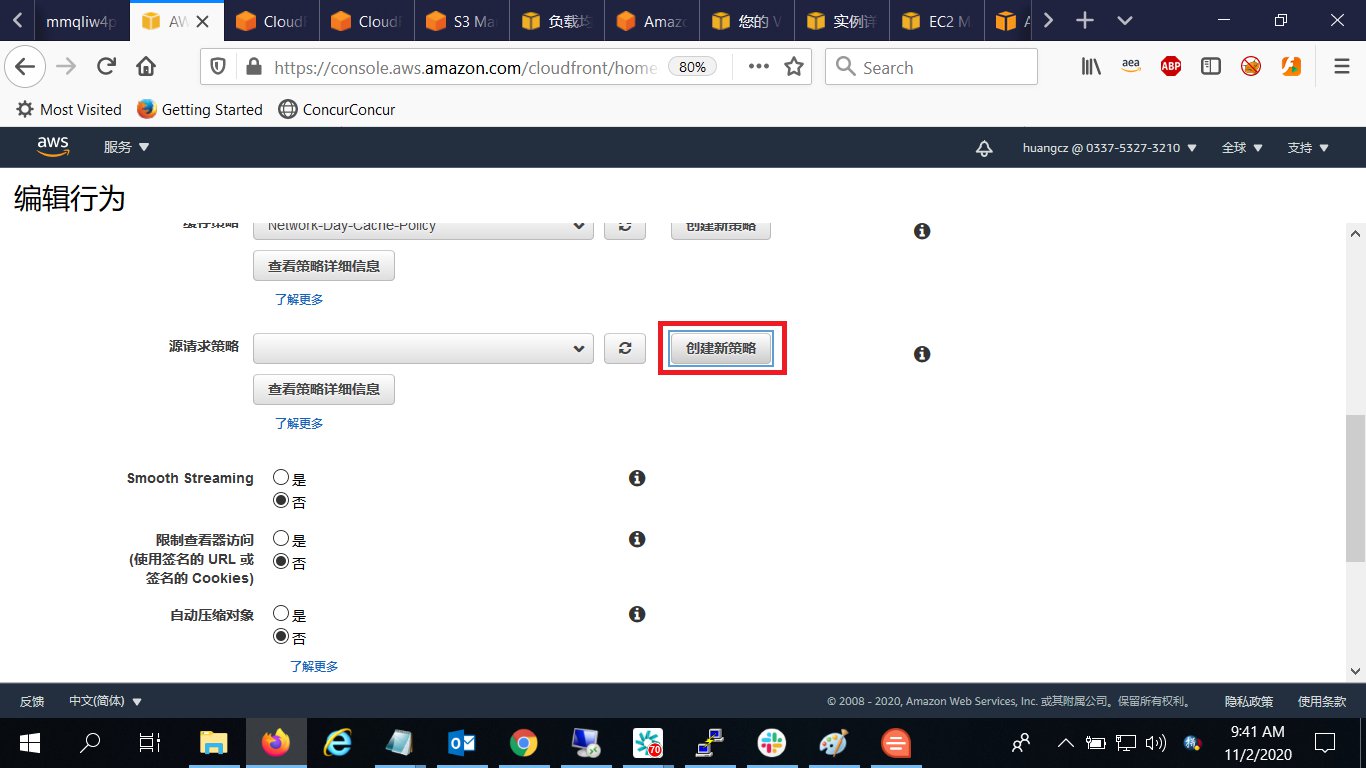 mmqliw4p
AW
CloudF
CloudF
S3 Ma
负载均
Amazo
您的 V
实例详
EC2 M
A
https://console.aws.amazon.com/cloudfront/home
80%
Search
aea
ABP
Most Visited
Getting Started
ConcurConcur
aws
服务
huangcz @ 0337-5327-3210
全球
支持
编辑行为
缓存策略
Network-Day-Cache-Policy
创建新策略
查看策略详细信息
了解更多
源请求策略
创建新策略
查看策略详细信息
了解更多
Smooth Streaming
是
否
限制查看器访问
(使用签名的 URL 或
签名的 Cookies)
是
否
自动压缩对象
是
否
了解更多
反馈
中文(简体)
© 2008 - 2020, Amazon Web Services, Inc. 或其附属公司。保留所有权利。
隐私政策
使用条款
70
9:41 AM
11/2/2020